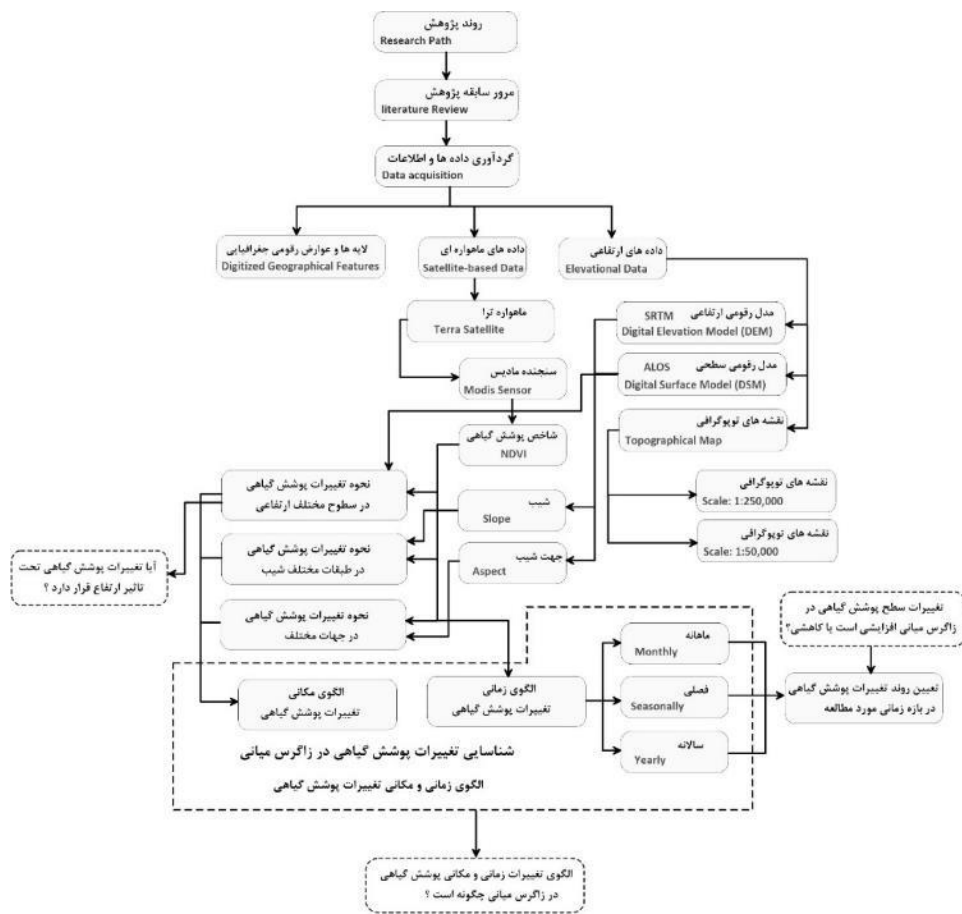 روند پژوهش
Research Path
مرور سابقه پژوهش
literature Review
گردآوری داده ها و اطلاعات
Data acquisition
لایه ها و عوارض رقومی جغرافیایی
Digitized Geographical Features
داده های ماهواره ای
Satellite-based Data
داده های ارتفاعی
Elevational Data
ماهواره ترا
Terra Satellite
مدل رقومی ارتفاعی SRTM
Digital Elevation Model (DEM)
سنجنده مادیس
Modis Sensor
مدل رقومی سطحی ALOS
Digital Surface Model (DSM)
شاخص پوشش گیاهی
NDVI
نقشه های توپوگرافی
Topographical Map
نحوه تغییرات پوشش گیاهی
در سطوح مختلف ارتفاعی
شیب
Slope
نقشه های توپوگرافی
Scale: 1:250,000
نقشه های توپوگرافی
Scale: 1:50,000
نحوه تغییرات پوشش گیاهی
در طبقات مختلف شیب
جهت شیب
Aspect
آیا تغییرات پوشش گیاهی تحت
تاثیر ارتفاع قرار دارد ؟
نحوه تغییرات پوشش گیاهی
در جهات مختلف
تغییرات سطح پوشش گیاهی در
زاگرس میانی افزایشی است یا کاهشی؟
ماهانه
Monthly
الگوی مکانی
تغییرات پوشش گیاهی
الگوی زمانی
تغییرات پوشش گیاهی
فصلی
Seasonally
تعیین روند تغییرات پوشش گیاهی
در بازه زمانی مورد مطالعه
سالانه
Yearly
شناسایی تغییرات پوشش گیاهی در زاگرس میانی
الگوی زمانی و مکانی تغییرات پوشش گیاهی
الگوی تغییرات زمانی و مکانی پوشش گیاهی
در زاگرس میانی چگونه است ؟